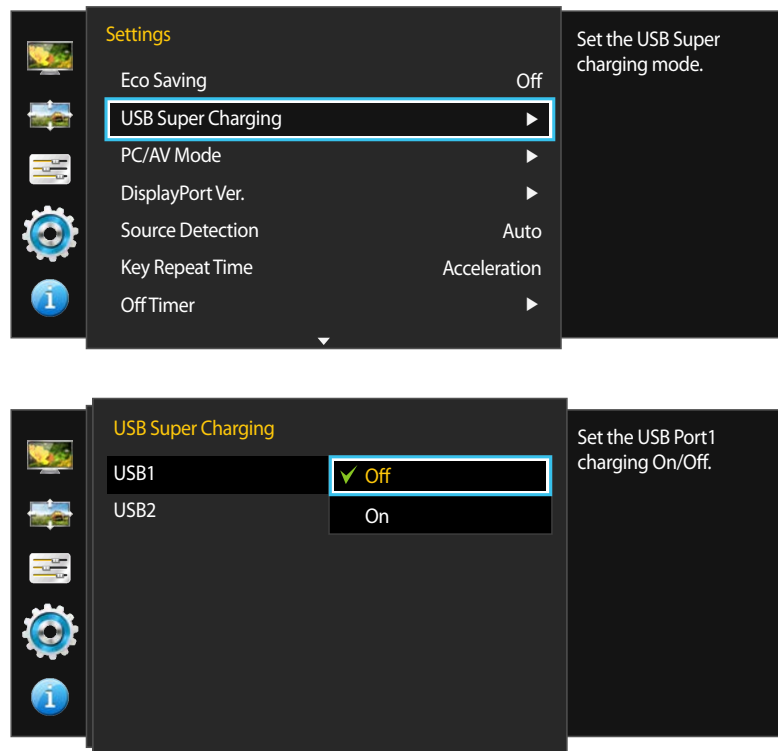 Settings
Eco Saving Off
USB Super Charging
PC/AV Mode
DisplayPort Ver.
Source Detection Auto
Key Repeat Time Acceleration
Off Timer
Set the USB Super
charging mode.
USB Super Charging
USB1 Off
USB2 On
Set the USB Port1
charging On/Off.